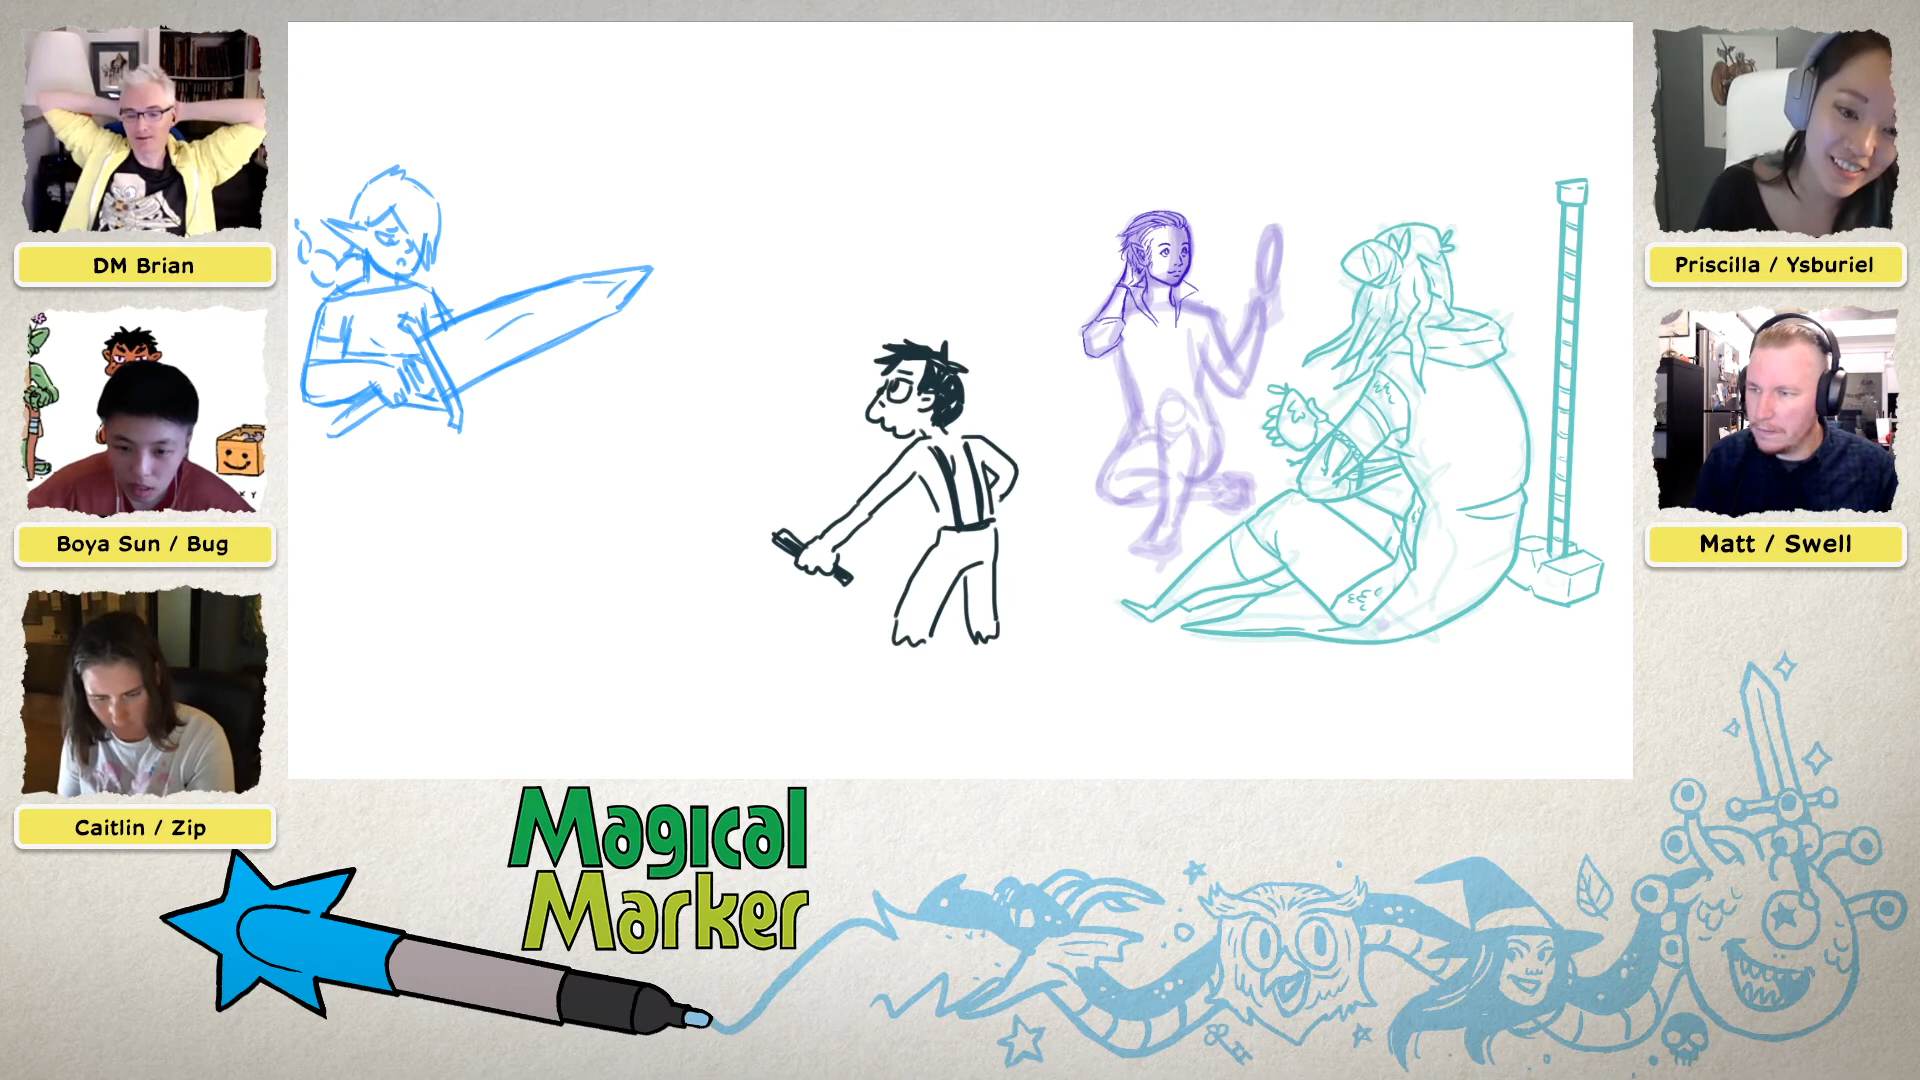 DM Brian
Priscilla / Ysburiel
Boya Sun / Bug
Matt / Swell
Caitlin / Zip
Magical
Marker